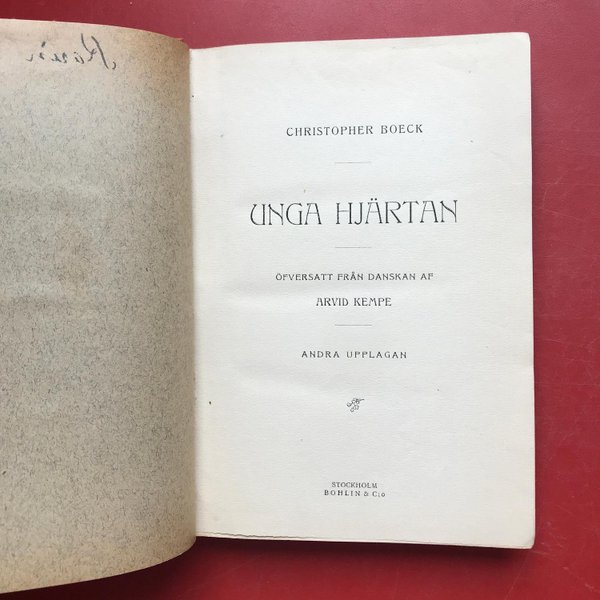 CHRISTOPHER BOECK
UNGA HJÄRTAN
ÖFVERSATT FRÅN DANSKAN AF
ARVID KEMPE
ANDRA UPPLAGAN
STOCKHOLM
BOHLIN & C:o